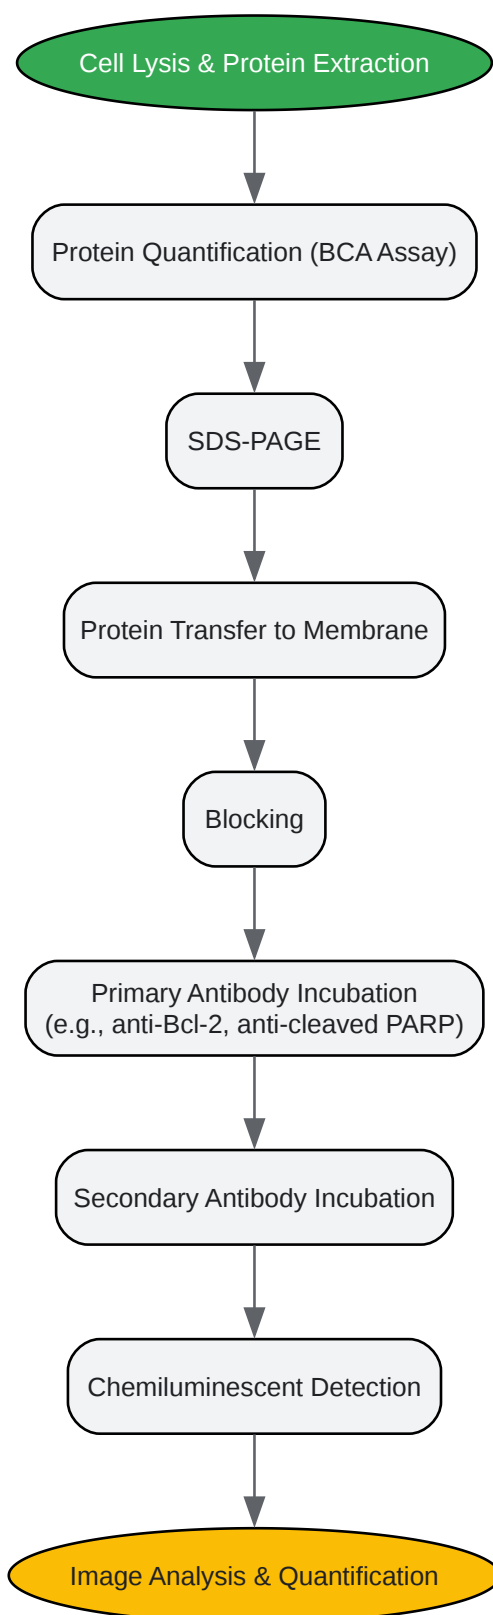 Cell Lysis & Protein Extraction
Protein Quantification (BCA Assay)
SDS-PAGE
Protein Transfer to Membrane
Blocking
Primary Antibody Incubation
(e.g., anti-Bcl-2, anti-cleaved PARP)
Secondary Antibody Incubation
Chemiluminescent Detection
Image Analysis & Quantification